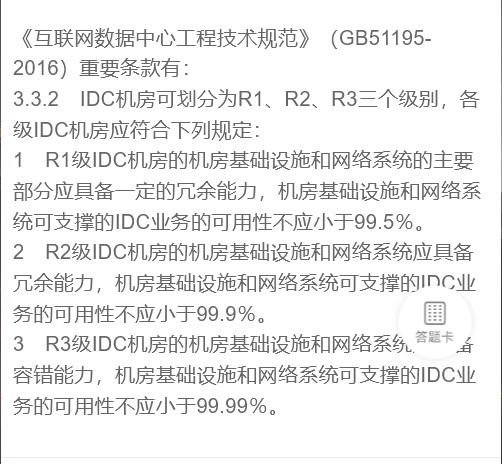 《互联网数据中心工程技术规范》（GB51195-
2016）重要条款有：
3.3.2　IDC机房可划分为R1、R2、R3三个级别，各
级IDC机房应符合下列规定：
1　R1级IDC机房的机房基础设施和网络系统的主要
部分应具备一定的冗余能力，机房基础设施和网络系
统可支撑的IDC业务的可用性不应小于99.5%。
2　R2级IDC机房的机房基础设施和网络系统应具备
冗余能力，机房基础设施和网络系统可支撑的IDC业
务的可用性不应小于99.9%。
答题卡
3　R3级IDC机房的机房基础设施和网络系统备
容错能力，机房基础设施和网络系统可支撑的IDC业
务的可用性不应小于99.99%。